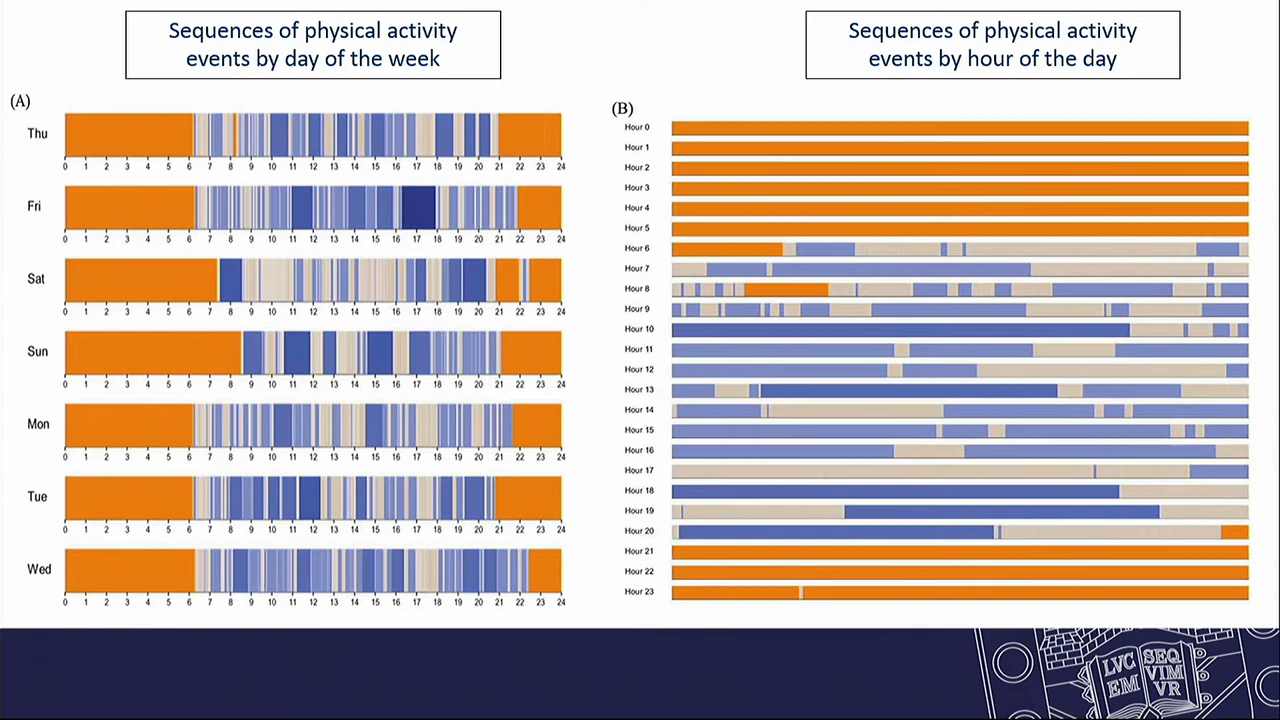 Sequences of physical activity
events by day of the week
(A)
Thu
0 1 2 3 4 5 6 7 8 9 10 11 12 13 14 15 16 17 18 19 20 21 22 23 24
Fri
0 1 2 3 4 5 6 7 8 9 10 11 12 13 14 15 16 17 18 19 20 21 22 23 24
Sat
0 1 2 3 4 5 6 7 8 9 10 11 12 13 14 15 16 17 18 19 20 21 22 23 24
Sun
0 1 2 3 4 5 6 7 8 9 10 11 12 13 14 15 16 17 18 19 20 21 22 23 24
Mon
0 1 2 3 4 5 6 7 8 9 10 11 12 13 14 15 16 17 18 19 20 21 22 23 24
Tue
0 1 2 3 4 5 6 7 8 9 10 11 12 13 14 15 16 17 18 19 20 21 22 23 24
Wed
0 1 2 3 4 5 6 7 8 9 10 11 12 13 14 15 16 17 18 19 20 21 22 23 24
Sequences of physical activity
events by hour of the day
(B)
Hour 0
Hour 1
Hour 2
Hour 3
Hour 4
Hour 5
Hour 6
Hour 7
Hour 8
Hour 9
Hour 10
Hour 11
Hour 12
Hour 13
Hour 14
Hour 15
Hour 16
Hour 17
Hour 18
Hour 19
Hour 20
Hour 21
Hour 22
Hour 23
LVC
EM
SEQ
VIM
VR